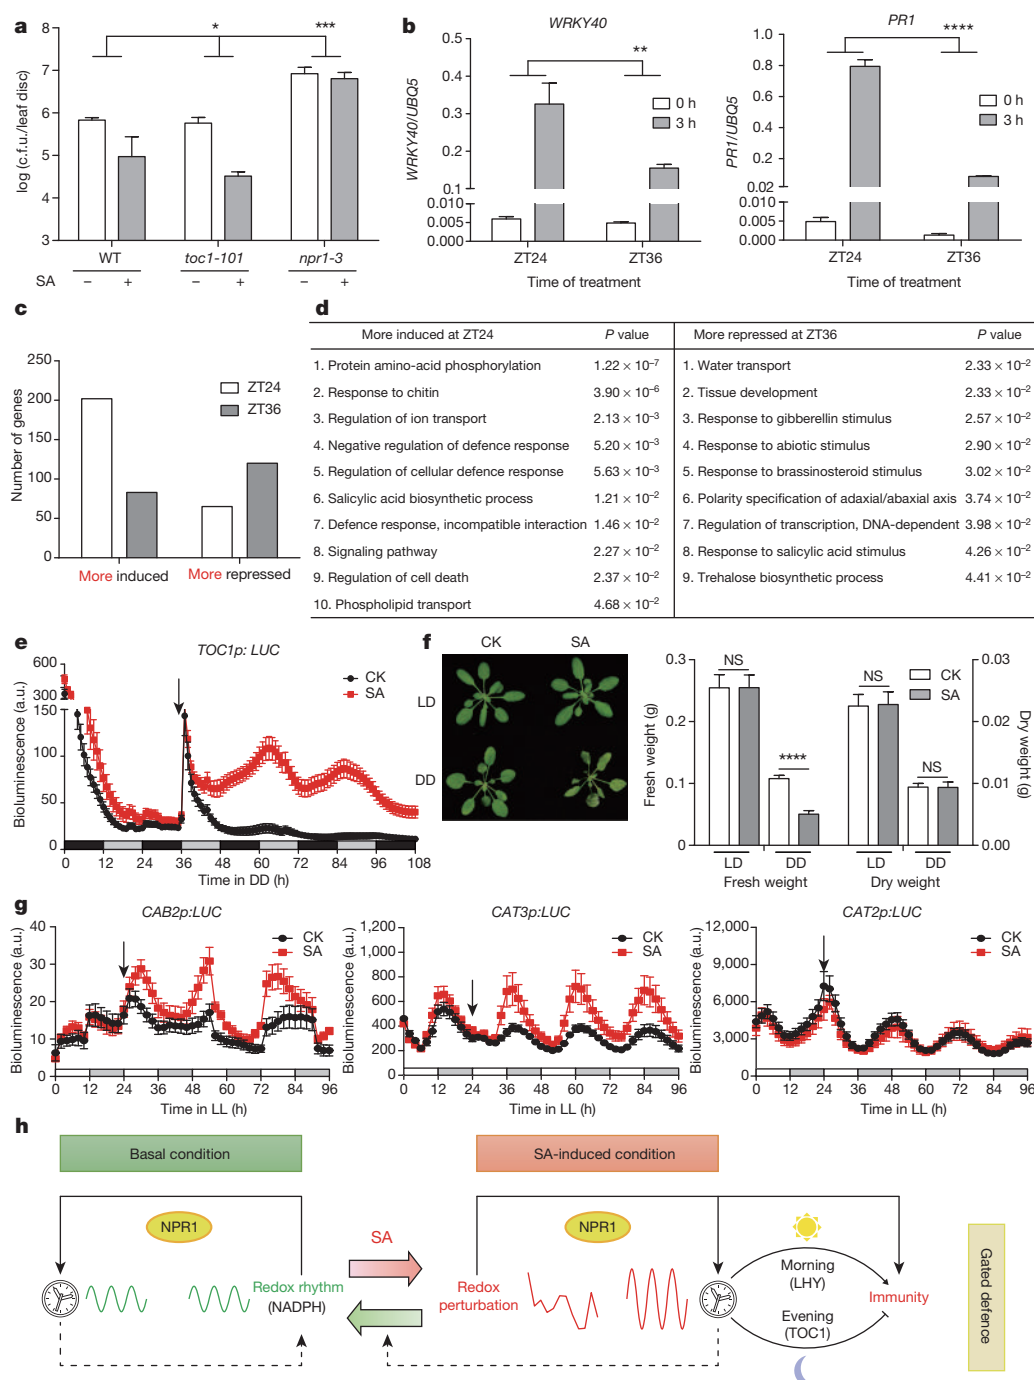 a
log (c.f.u./leaf disc)
8
7
6
5
4
3
* ***
WT toc1-101 npr1-3
SA – + – + – +
b
WRKY40
WRKY40/UBQ5
0.5
0.4
0.3
0.2
0.1
0.010
0.005
0.000
**
0 h
3 h
ZT24 ZT36
Time of treatment
PR1
PR1/UBQ5
1.0
0.8
0.6
0.4
0.02
0.010
0.005
0.000
****
0 h
3 h
ZT24 ZT36
Time of treatment
c
Number of genes
250
200
150
100
50
0
ZT24
ZT36
More induced More repressed
d
More induced at ZT24 P value More repressed at ZT36 P value
1. Protein amino-acid phosphorylation 1.22 × 10⁻⁷ 1. Water transport 2.33 × 10⁻²
2. Response to chitin 3.90 × 10⁻⁶ 2. Tissue development 2.33 × 10⁻²
3. Regulation of ion transport 2.13 × 10⁻³ 3. Response to gibberellin stimulus 2.57 × 10⁻²
4. Negative regulation of defence response 5.20 × 10⁻³ 4. Response to abiotic stimulus 2.90 × 10⁻²
5. Regulation of cellular defence response 5.63 × 10⁻³ 5. Response to brassinosteroid stimulus 3.02 × 10⁻²
6. Salicylic acid biosynthetic process 1.21 × 10⁻² 6. Polarity specification of adaxial/abaxial axis 3.74 × 10⁻²
7. Defence response, incompatible interaction 1.46 × 10⁻² 7. Regulation of transcription, DNA-dependent 3.98 × 10⁻²
8. Signaling pathway 2.27 × 10⁻² 8. Response to salicylic acid stimulus 4.26 × 10⁻²
9. Regulation of cell death 2.37 × 10⁻² 9. Trehalose biosynthetic process 4.41 × 10⁻²
10. Phospholipid transport 4.68 × 10⁻²
e
TOC1p: LUC
Bioluminescence (a.u.)
600
300
150
100
50
0
CK
SA
0 12 24 36 48 60 72 84 96 108
Time in DD (h)
f
CK SA
LD
DD
Fresh weight (g)
0.3
0.2
0.1
0
NS
****
NS
NS
CK
SA
0.03
0.02
0.01
0.00
Dry weight (g)
LD DD LD DD
Fresh weight Dry weight
g
CAB2p:LUC
Bioluminescence (a.u.)
40
30
20
10
0
CK
SA
0 12 24 36 48 60 72 84 96
Time in LL (h)
CAT3p:LUC
Bioluminescence (a.u.)
1,200
1,000
800
600
400
200
0
CK
SA
0 12 24 36 48 60 72 84 96
Time in LL (h)
CAT2p:LUC
Bioluminescence (a.u.)
12,000
9,000
6,000
3,000
0
CK
SA
0 12 24 36 48 60 72 84 96
Time in LL (h)
h
Basal condition
SA-induced condition
NPR1
SA
NPR1
Redox rhythm
(NADPH)
Redox
perturbation
Morning
(LHY)
Evening
(TOC1)
Immunity
Gated defence